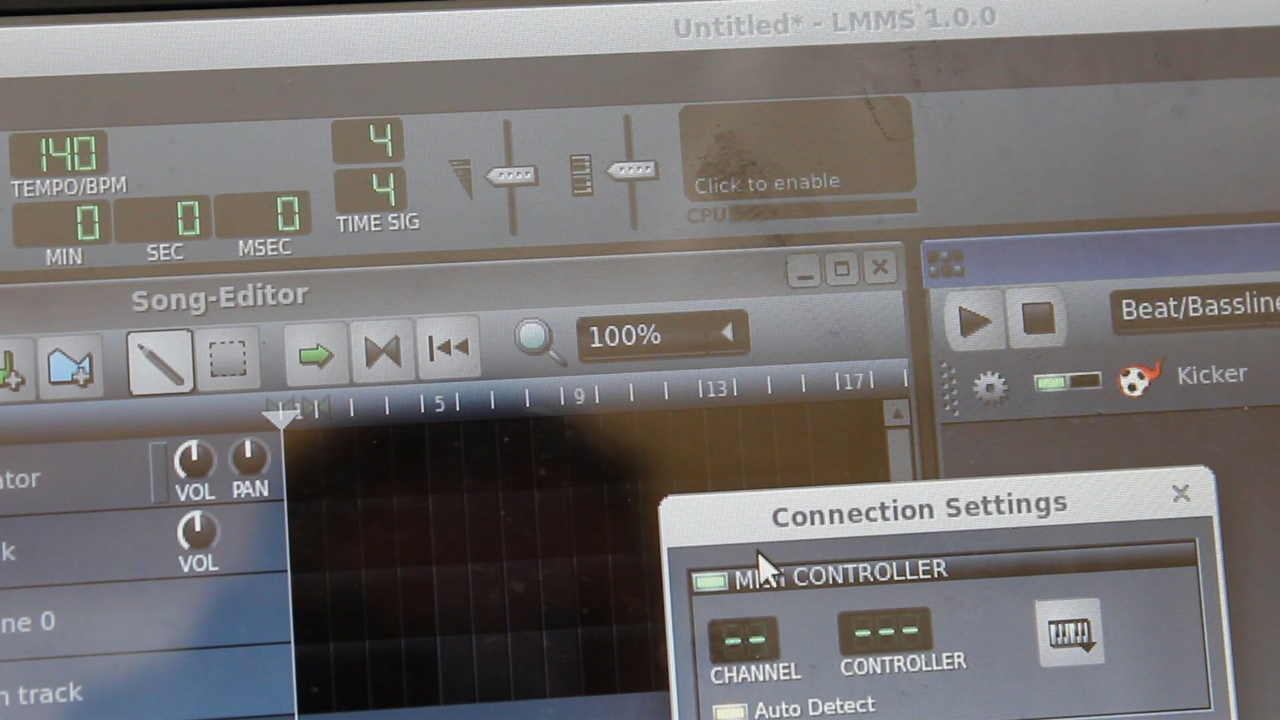 Untitled* - LMMS 1.0.0
140
TEMPO/BPM
4
4
TIME SIG
0 0 0
MIN SEC MSEC
Click to enable
CPU
Song-Editor
100%
Beat/Bassline
1 5 9 13 17
Kicker
VOL PAN
VOL
ne 0
track
Connection Settings
MIDI CONTROLLER
-- ---
CHANNEL CONTROLLER
Auto Detect